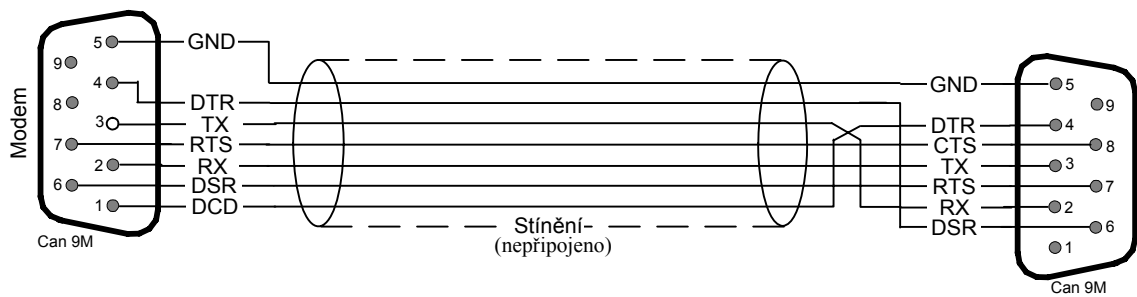 Modem
5
9
4
8
3
7
2
6
1
Can 9M
GND
DTR
TX
RTS
RX
DSR
DCD
Stínění
(nepřipojeno)
GND
DTR
CTS
TX
RTS
RX
DSR
5
9
4
8
3
7
2
6
1
Can 9M